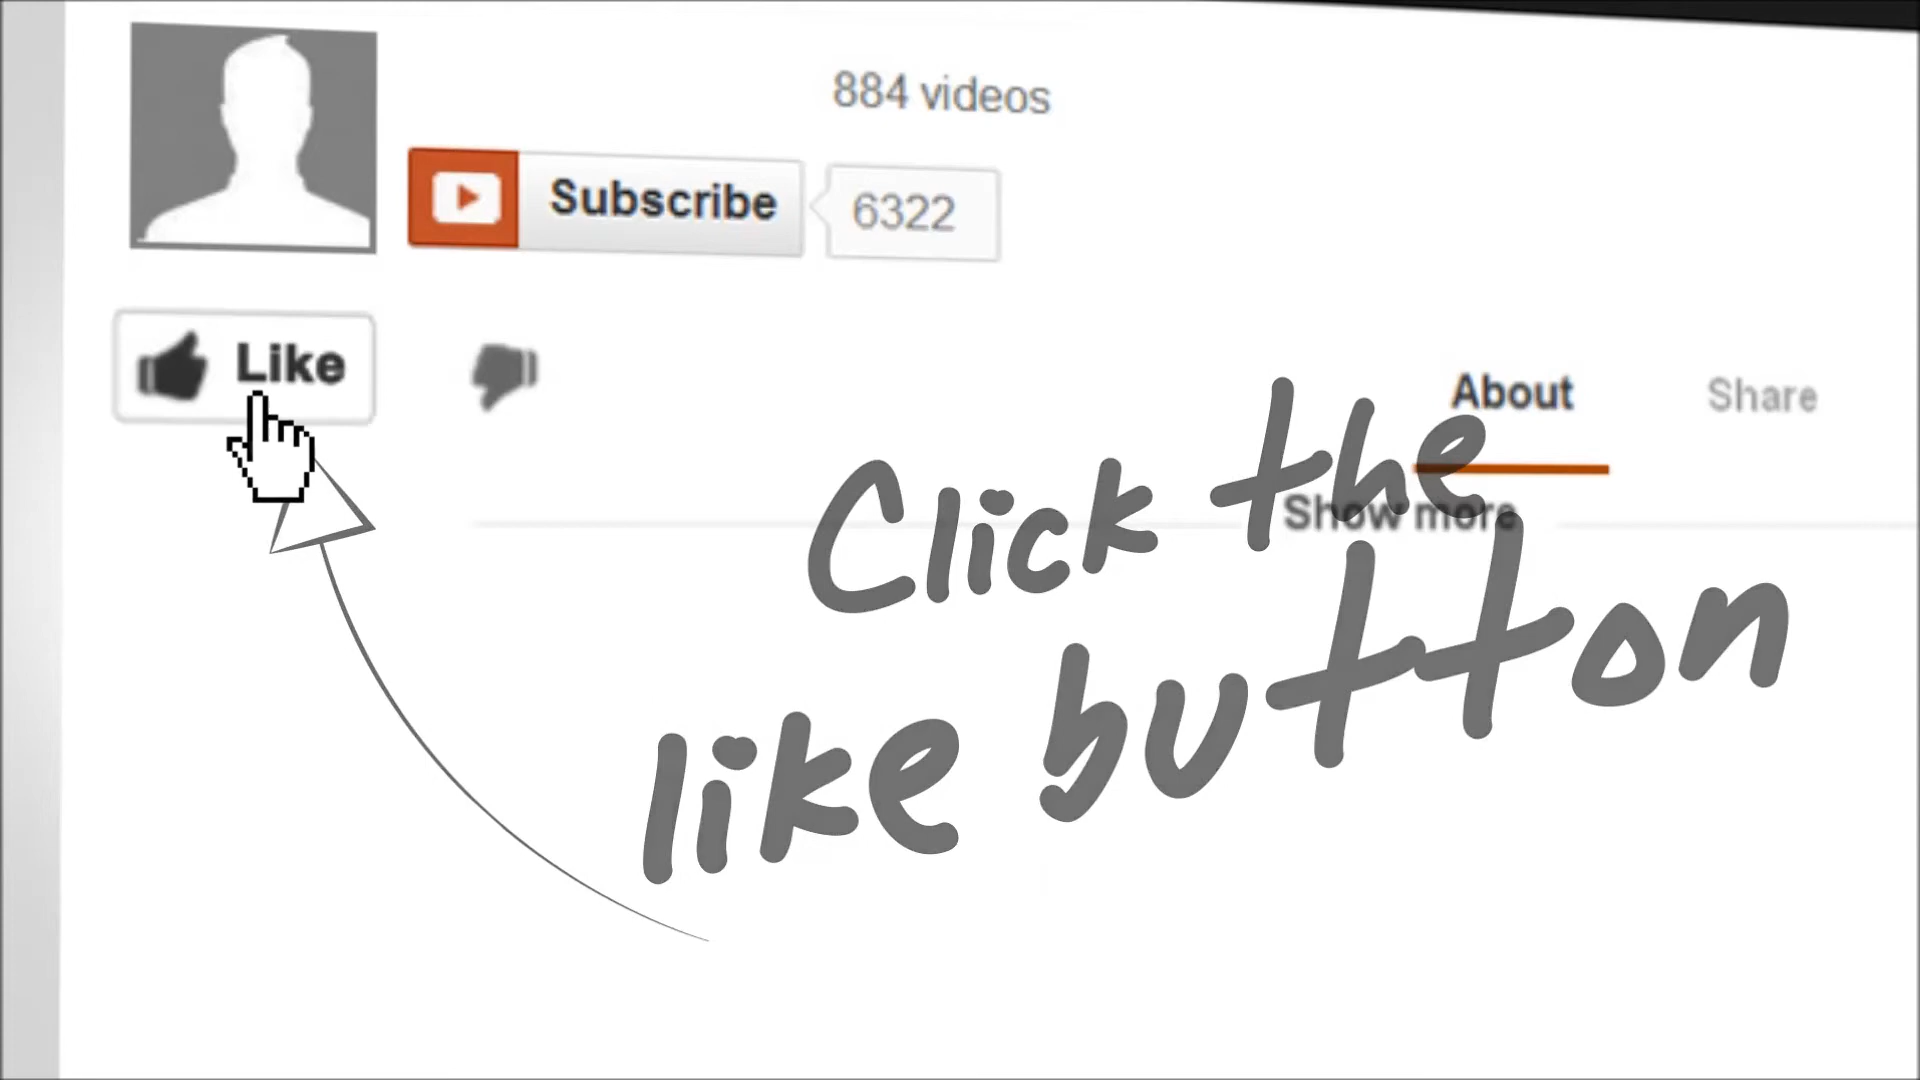 884 videos
Subscribe
6322
Like
About
Share
Show more
Click the
like button